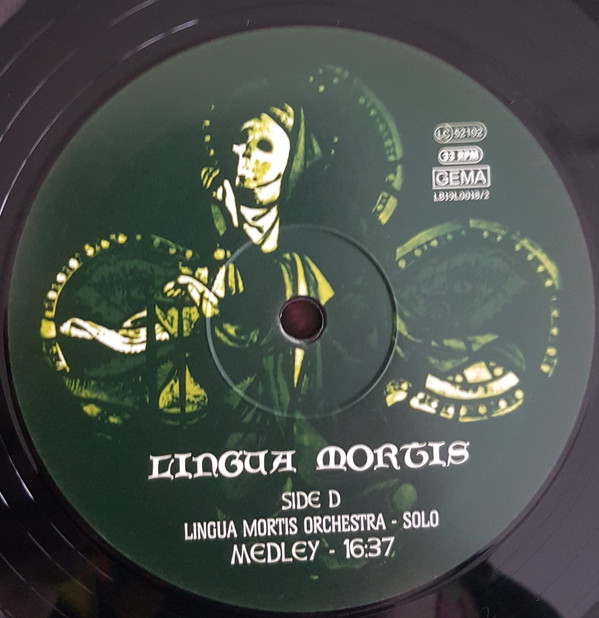 LC 52102
33 RPM
GEMA
LB19L0018/2
LINGUA MORTIS
SIDE D
LINGUA MORTIS ORCHESTRA - SOLO
MEDLEY - 16:37